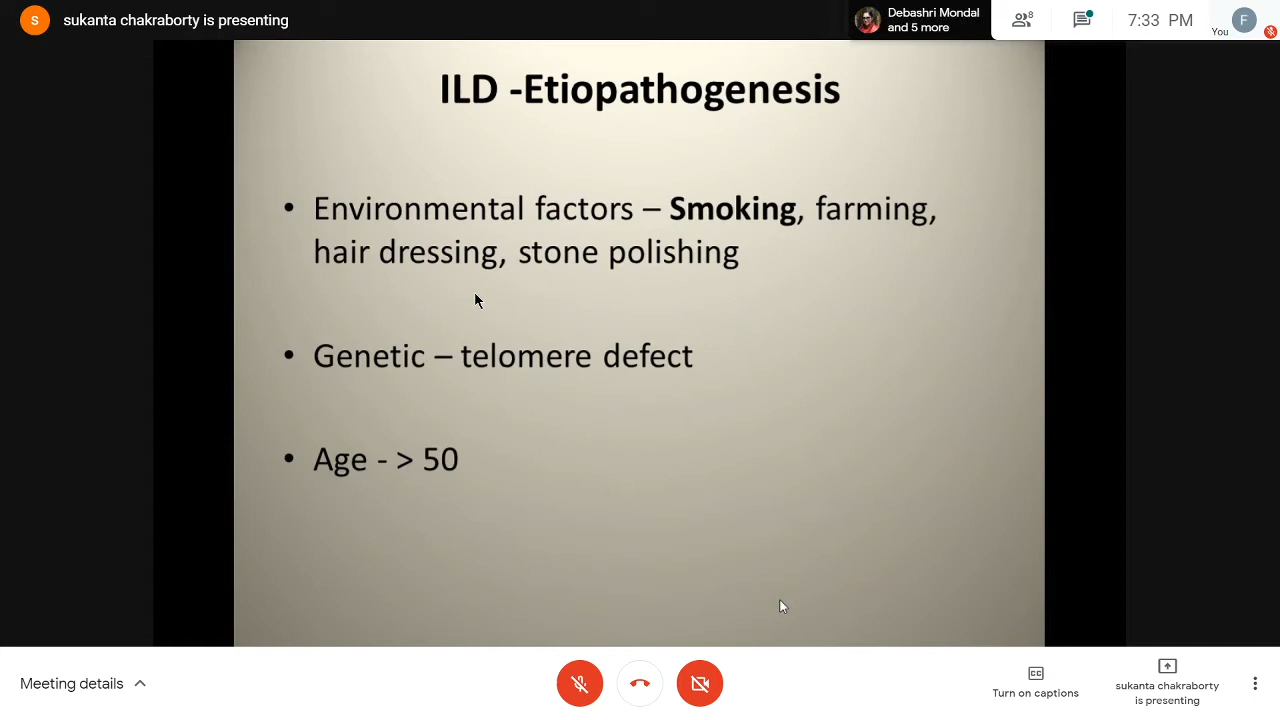 S
sukanta chakraborty is presenting
Debashri Mondal
and 5 more
8
7:33 PM
You
F
ILD -Etiopathogenesis
• Environmental factors – Smoking, farming,
hair dressing, stone polishing
• Genetic – telomere defect
• Age - > 50
Meeting details
CC
Turn on captions
sukanta chakraborty
is presenting